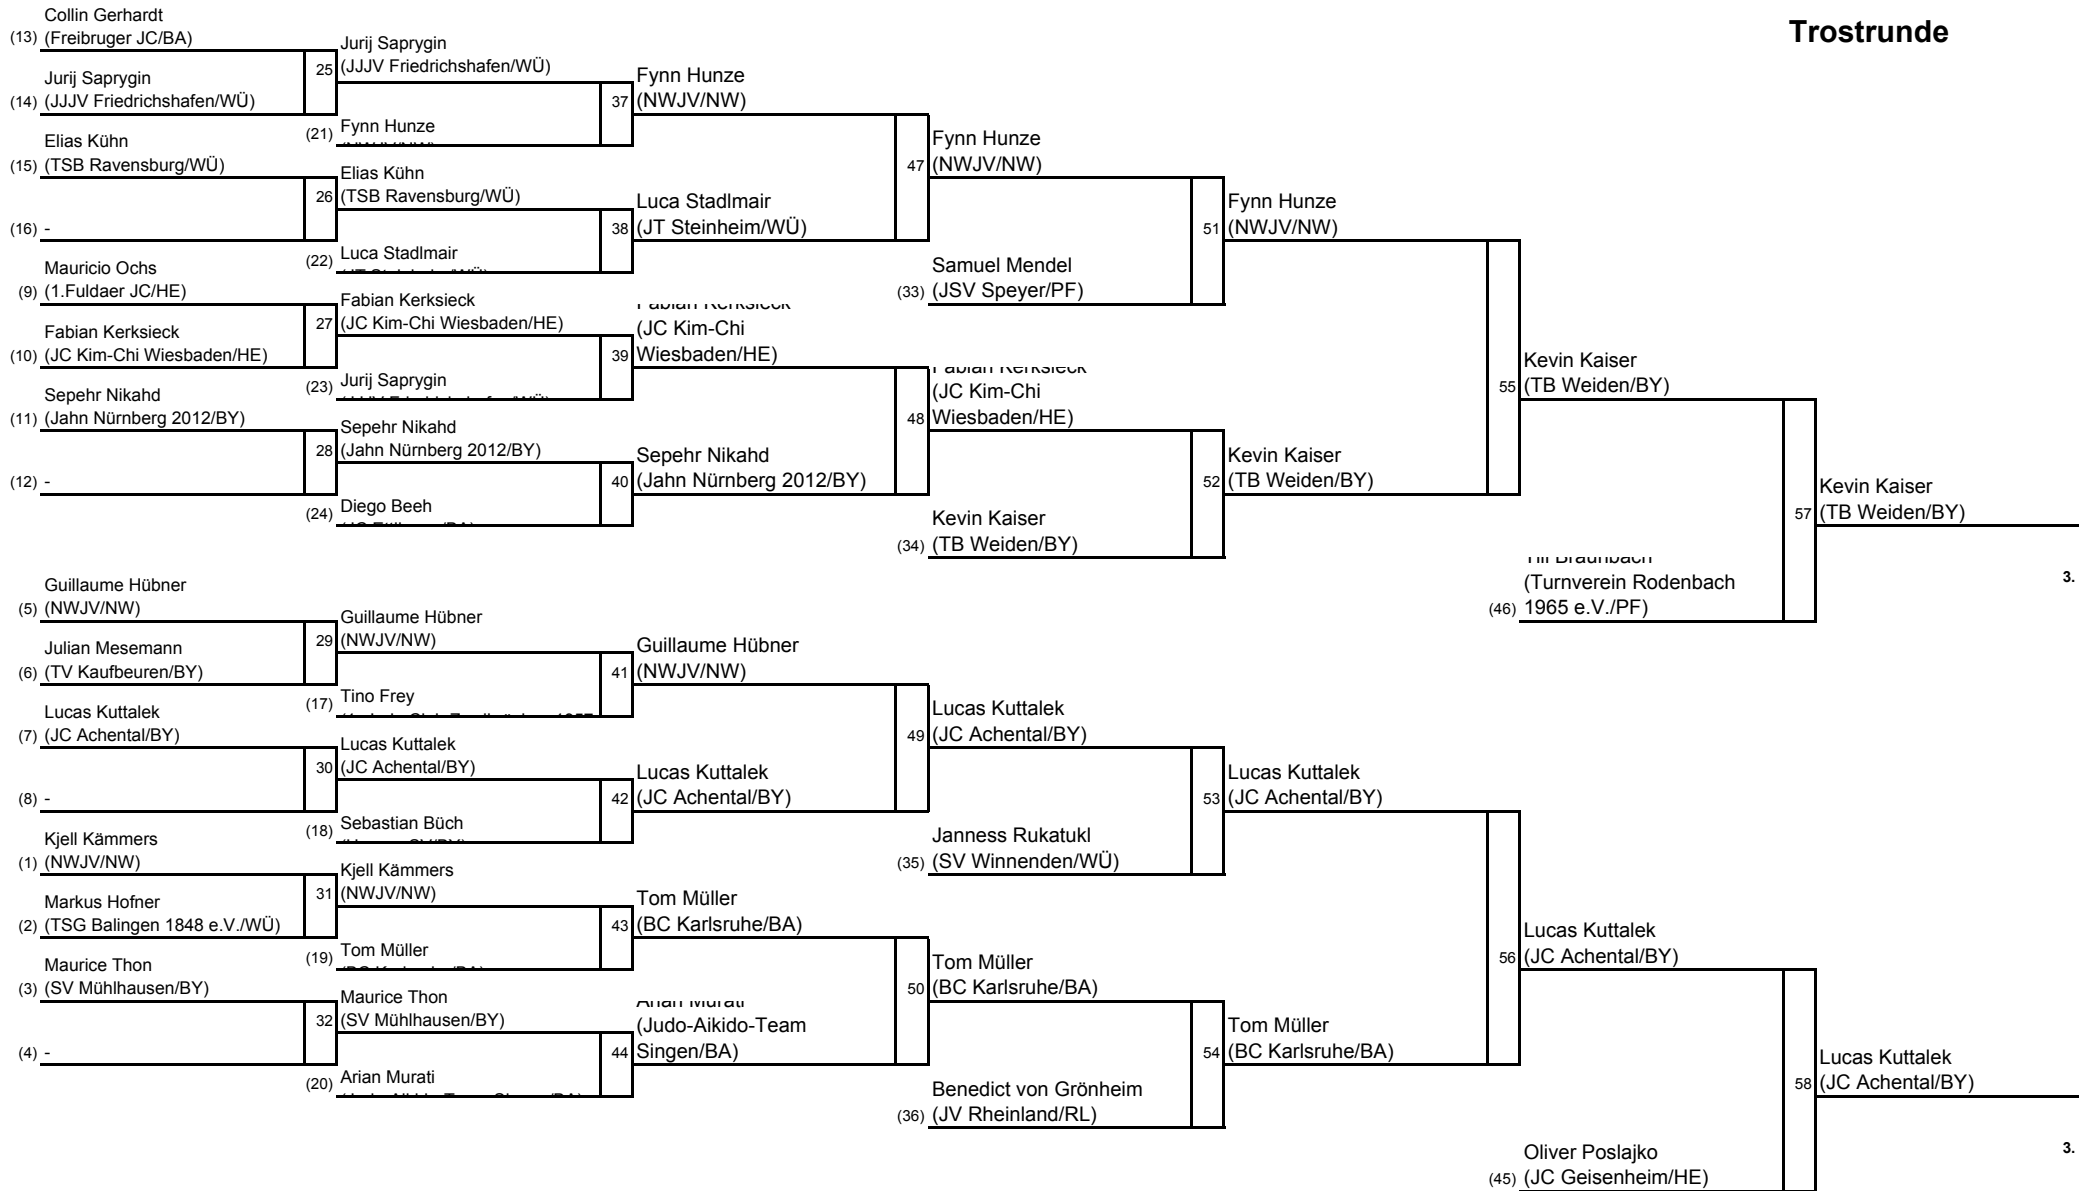 Trostrunde
Collin Gerhardt
(13) (Freibruger JC/BA)
Jurij Saprygin
(14) (JJJV Friedrichshafen/WÜ)
Elias Kühn
(15) (TSB Ravensburg/WÜ)
(16) -
Mauricio Ochs
(9) (1.Fuldaer JC/HE)
Fabian Kerksieck
(10) (JC Kim-Chi Wiesbaden/HE)
Sepehr Nikahd
(11) (Jahn Nürnberg 2012/BY)
(12) -
Guillaume Hübner
(5) (NWJV/NW)
Julian Mesemann
(6) (TV Kaufbeuren/BY)
Lucas Kuttalek
(7) (JC Achental/BY)
(8) -
Kjell Kämmers
(1) (NWJV/NW)
Markus Hofner
(2) (TSG Balingen 1848 e.V./WÜ)
Maurice Thon
(3) (SV Mühlhausen/BY)
(4) -
Jurij Saprygin
25 (JJJV Friedrichshafen/WÜ)
(21) Fynn Hunze
Elias Kühn
26 (TSB Ravensburg/WÜ)
(22) Luca Stadlmair
Fabian Kerksieck
27 (JC Kim-Chi Wiesbaden/HE)
(23) Jurij Saprygin
Sepehr Nikahd
28 (Jahn Nürnberg 2012/BY)
(24) Diego Beeh
Guillaume Hübner
29 (NWJV/NW)
(17) Tino Frey
Lucas Kuttalek
30 (JC Achental/BY)
(18) Sebastian Büch
Kjell Kämmers
31 (NWJV/NW)
(19) Tom Müller
Maurice Thon
32 (SV Mühlhausen/BY)
(20) Arian Murati
Fynn Hunze
37 (NWJV/NW)
Luca Stadlmair
38 (JT Steinheim/WÜ)
Fabian Kerksieck
(JC Kim-Chi
39 Wiesbaden/HE)
Sepehr Nikahd
40 (Jahn Nürnberg 2012/BY)
Guillaume Hübner
41 (NWJV/NW)
Lucas Kuttalek
42 (JC Achental/BY)
Tom Müller
43 (BC Karlsruhe/BA)
Arian Murati
(Judo-Aikido-Team
44 Singen/BA)
Fynn Hunze
47 (NWJV/NW)
Samuel Mendel
(33) (JSV Speyer/PF)
Fabian Kerksieck
(JC Kim-Chi
48 Wiesbaden/HE)
Kevin Kaiser
(34) (TB Weiden/BY)
Lucas Kuttalek
49 (JC Achental/BY)
Janness Rukatukl
(35) (SV Winnenden/WÜ)
Tom Müller
50 (BC Karlsruhe/BA)
Benedict von Grönheim
(36) (JV Rheinland/RL)
Fynn Hunze
51 (NWJV/NW)
Kevin Kaiser
52 (TB Weiden/BY)
Lucas Kuttalek
53 (JC Achental/BY)
Tom Müller
54 (BC Karlsruhe/BA)
Kevin Kaiser
55 (TB Weiden/BY)
Till Braunbach
(Turnverein Rodenbach
(46) 1965 e.V./PF)
Lucas Kuttalek
56 (JC Achental/BY)
Oliver Poslajko
(45) (JC Geisenheim/HE)
Kevin Kaiser
57 (TB Weiden/BY)
3.
Lucas Kuttalek
58 (JC Achental/BY)
3.